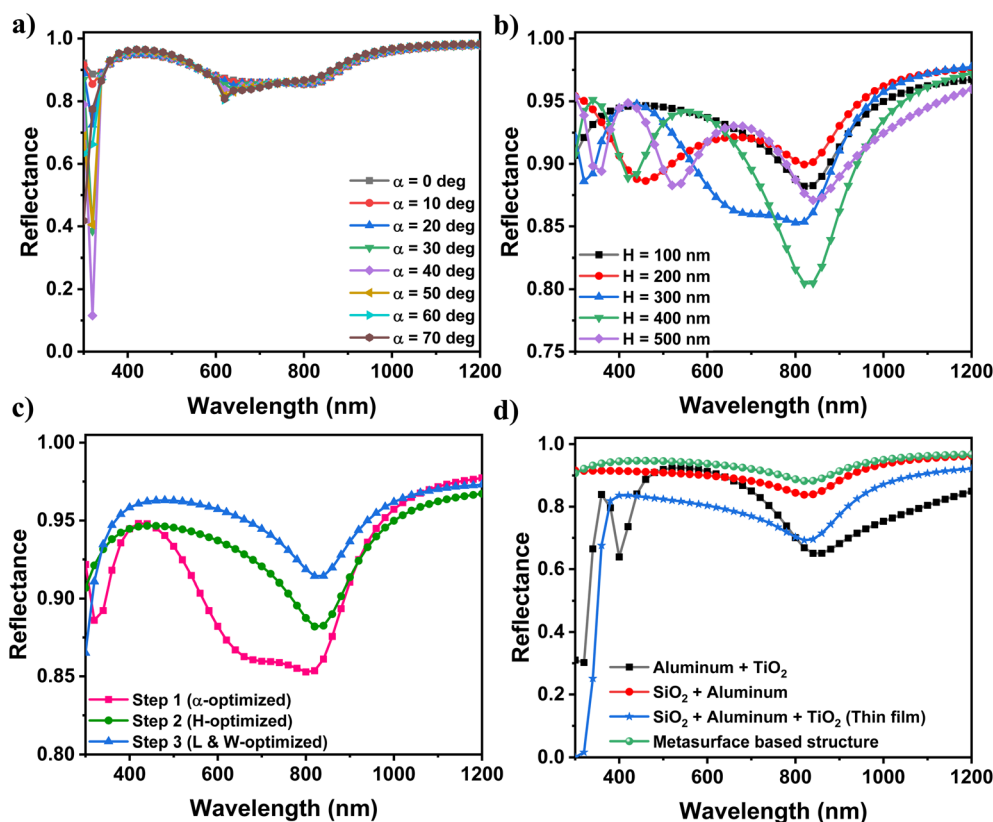 a)
Reflectance
1.0
0.8
0.6
0.4
0.2
0.0
400 600 800 1000 1200
Wavelength (nm)
α = 0 deg
α = 10 deg
α = 20 deg
α = 30 deg
α = 40 deg
α = 50 deg
α = 60 deg
α = 70 deg
b)
Reflectance
1.00
0.95
0.90
0.85
0.80
0.75
400 600 800 1000 1200
Wavelength (nm)
H = 100 nm
H = 200 nm
H = 300 nm
H = 400 nm
H = 500 nm
c)
Reflectance
1.00
0.95
0.90
0.85
0.80
400 600 800 1000 1200
Wavelength (nm)
Step 1 (α-optimized)
Step 2 (H-optimized)
Step 3 (L & W-optimized)
d)
Reflectance
1.0
0.8
0.6
0.4
0.2
0.0
400 600 800 1000 1200
Wavelength (nm)
Aluminum + TiO₂
SiO₂ + Aluminum
SiO₂ + Aluminum + TiO₂ (Thin film)
Metasurface based structure